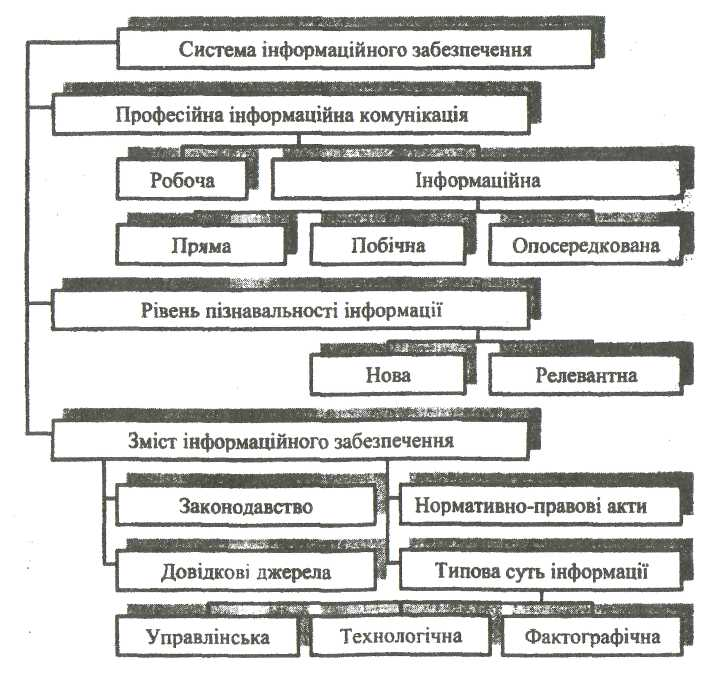 Система інформаційного забезпечення
Професійна інформаційна комунікація
Робоча
Інформаційна
Пряма
Побічна
Опосередкована
Рівень пізнавальності інформації
Нова
Релевантна
Зміст інформаційного забезпечення
Законодавство
Нормативно-правові акти
Довідкові джерела
Типова суть інформації
Управлінська
Технологічна
Фактографічна